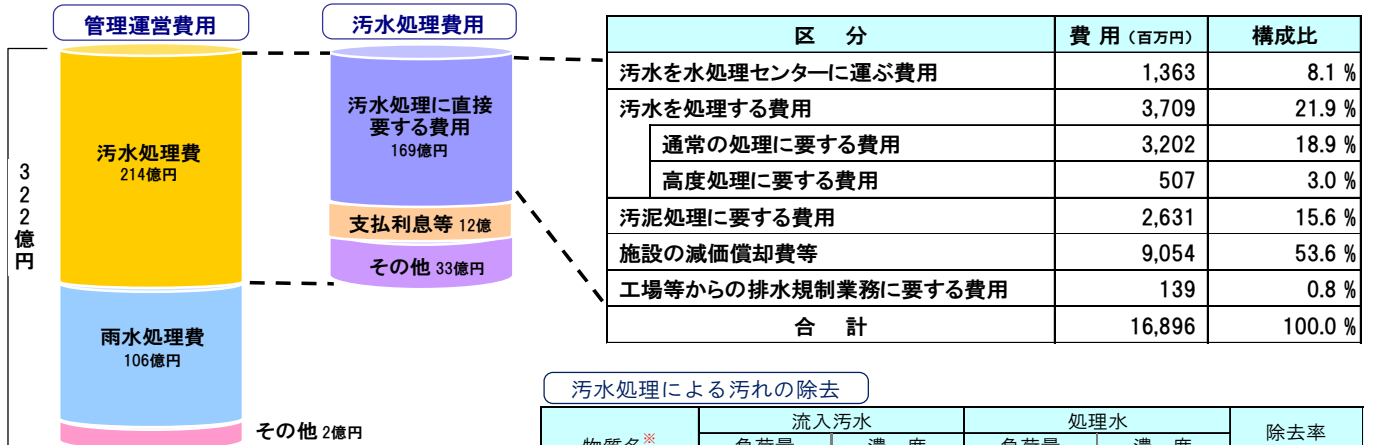 管理運営費用
汚水処理費用
322億円
汚水処理費
214億円
雨水処理費
106億円
その他 2億円
汚水処理に直接
要する費用
169億円
支払利息等 12億
その他 33億円
区 分 費 用 (百万円) 構成比
汚水を水処理センターに運ぶ費用 1,363 8.1 %
汚水を処理する費用 3,709 21.9 %
通常の処理に要する費用 3,202 18.9 %
高度処理に要する費用 507 3.0 %
汚泥処理に要する費用 2,631 15.6 %
施設の減価償却費等 9,054 53.6 %
工場等からの排水規制業務に要する費用 139 0.8 %
合 計 16,896 100.0 %
汚水処理による汚れの除去
流入汚水 処理水 除去率
物質名※ 負荷量 濃 度 負荷量 濃 度